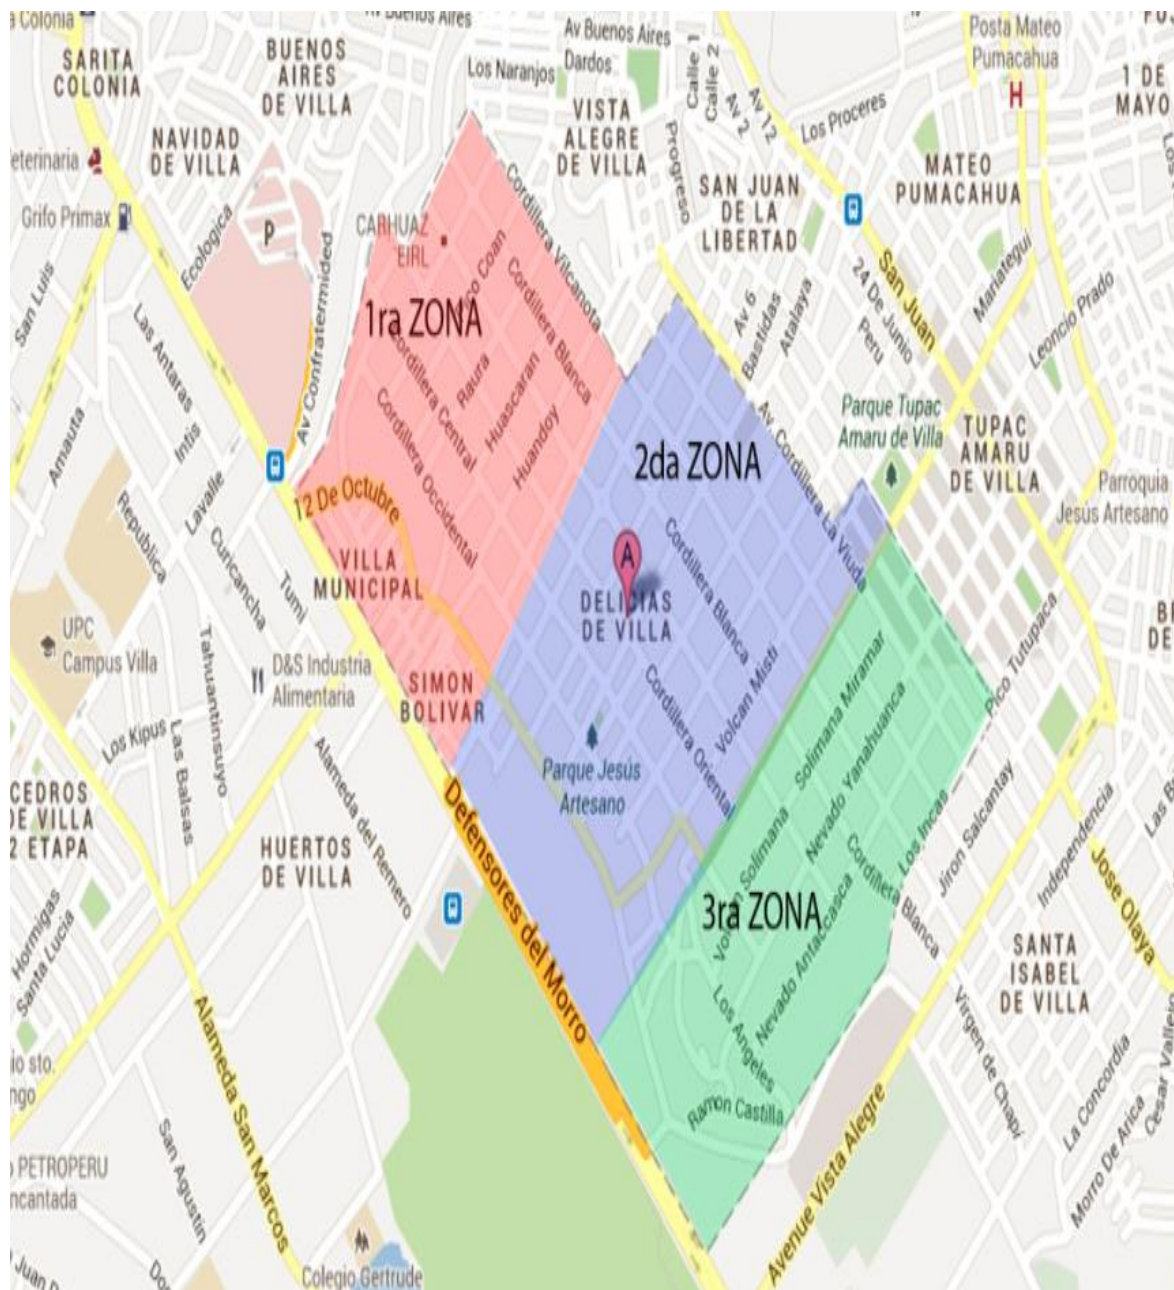 a Colonia
Av Buenos Aires
Av Buenos Aires
Dardos
Calle 1
Calle 2
Av 2
Av 12
Posta Mateo
Pumacahua
H
SARITA
COLONIA
BUENOS
AIRES
DE VILLA
Los Naranjos
1 DE
MAYO
NAVIDAD
DE VILLA
VISTA
ALEGRE
DE VILLA
Los Proceres
Progreso
eterinaria
Grifo Primax
MATEO
PUMACAHUA
SAN JUAN
DE LA
LIBERTAD
Cordillera Vilcanota
Ecologica
P
CARHUAZ
EIRL
San Luis
Av Confratermided
1ra ZONA
Cordillera Blanca
San Juan
24 De Junio
Peru
Mariategui
Leoncio Prado
Av 6
Bastidas
Atalaya
Las Antaras
Intis
Amauta
Raura
Huascaran
Huandoy
Cordillera Central
Cordillera Occidental
Av Cordillera La Viuda
Parque Tupac
Amaru de Villa
TUPAC
AMARU
DE VILLA
2da ZONA
Parroquia
Jesús Artesano
12 De Octubre
Republica
Lavalle
Curicancha
Tumi
VILLA
MUNICIPAL
A
DELICIAS
DE VILLA
Cordillera Blanca
Volcan Misti
Cordillera Oriental
UPC
Campus Villa
Tahuantinsuyo
D&S Industria
Alimentaria
SIMON
BOLIVAR
Solimana Miramar
Nevado Yanahuanca
Pico Tutupaca
Los Kipus
Las Balsas
Alameda del Remero
Parque Jesús
Artesano
CEDROS
DE VILLA
2 ETAPA
HUERTOS
DE VILLA
Defensores del Morro
3ra ZONA
Nevado Antaccasca
Cordillera Blanca
Los Incas
Jiron Salcantay
Independencia
Jose Olaya
Hormigas
Santa Lucia
SANTA
ISABEL
DE VILLA
Los Angeles
Ramon Castilla
Virgen de Chapi
La Concordia
Morro De Arica
Cesar Vallejo
Alameda San Marcos
San Agustin
Avenue Vista Alegre
io sto.
ngo
PETROPERU
ncantada
Juan D
Colegio Gertrude